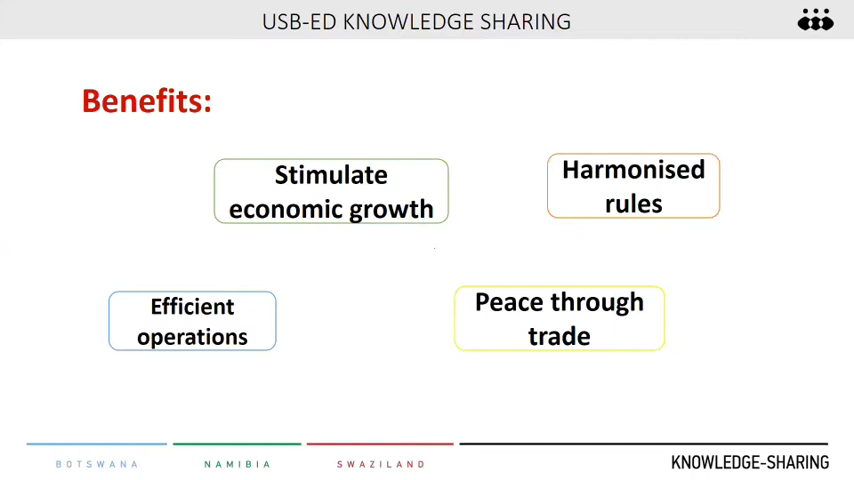 USB-ED KNOWLEDGE SHARING
Benefits:
Stimulate
economic growth
Harmonised
rules
Efficient
operations
Peace through
trade
BOTSWANA
NAMIBIA
SWAZILAND
KNOWLEDGE-SHARING